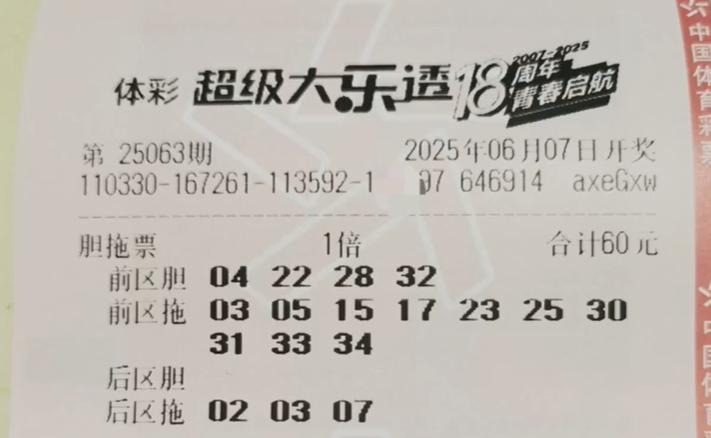 体彩 超级大乐透 18 2007-2025
周年
青春启航
第 25063期 2025年06月07日开奖
110330-167261-113592-1 07 646914 axeGxw
胆拖票 1倍 合计60元
前区胆 04 22 28 32
前区拖 03 05 15 17 23 25 30
31 33 34
后区胆
后区拖 02 03 07
中国体育彩票
中国体育